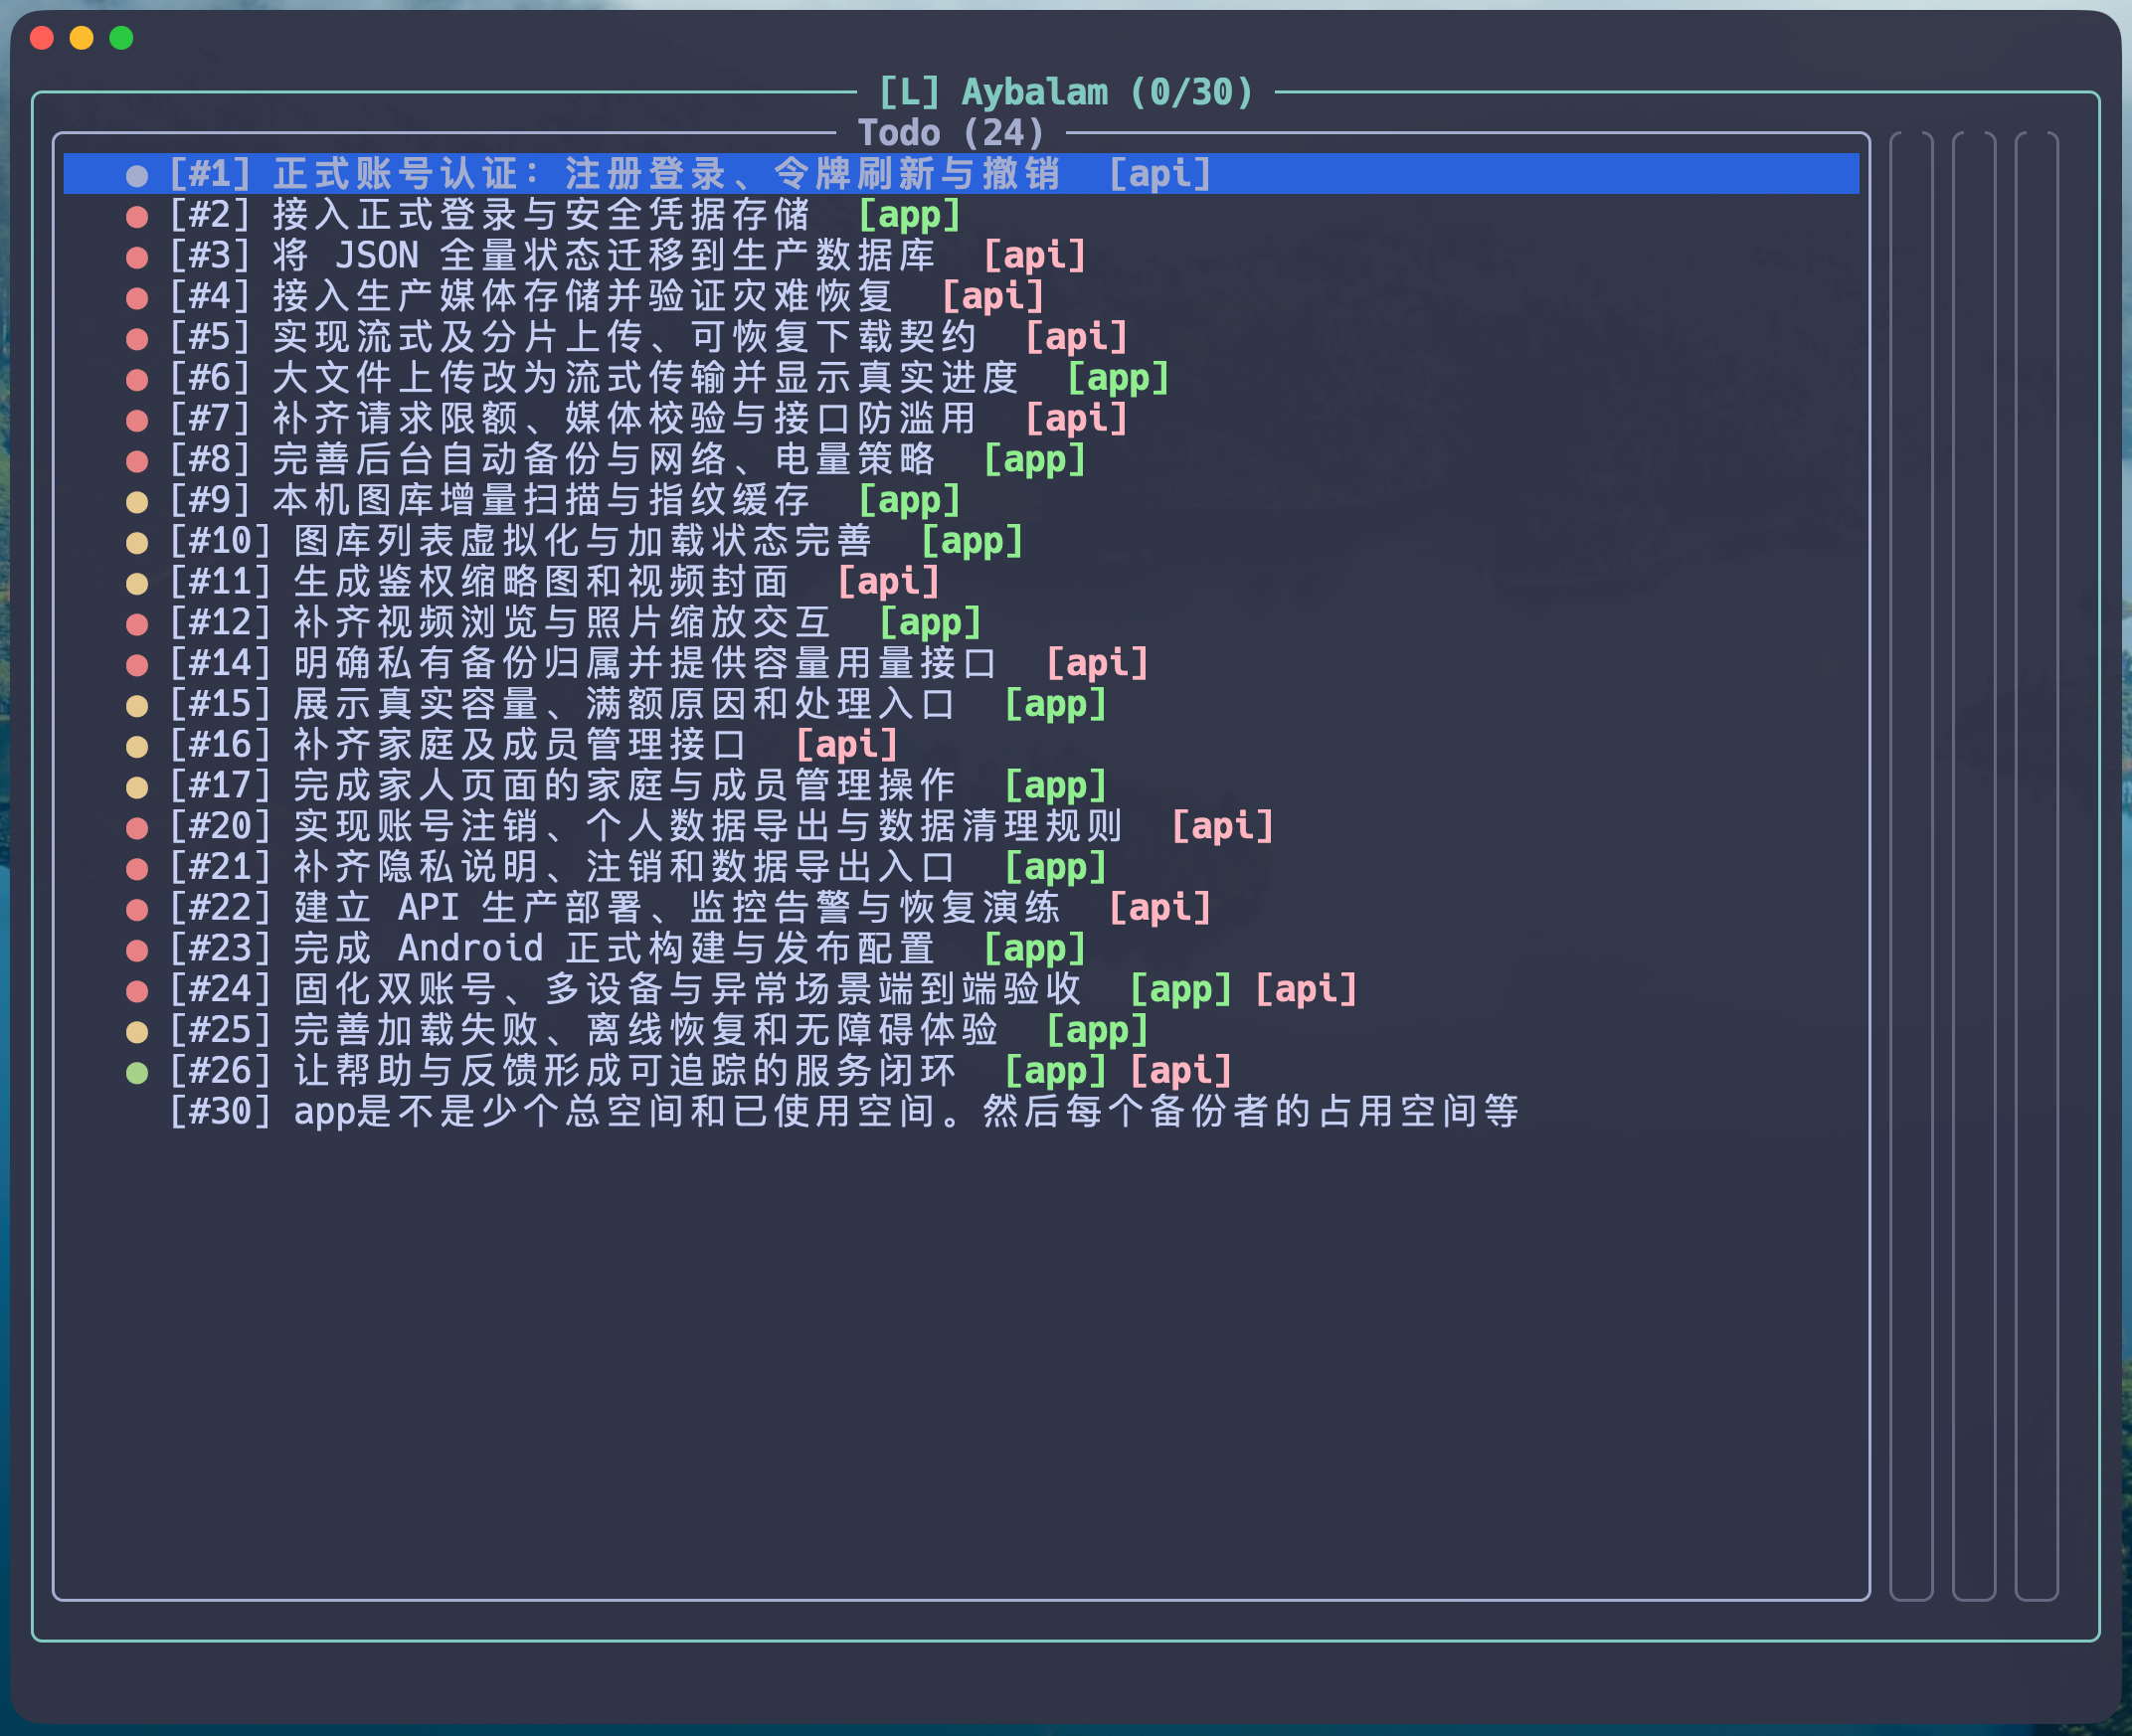 [L] Aybalam (0/30)
Todo (24)
● [#1] 正式账号认证：注册登录、令牌刷新与撤销 [api]
● [#2] 接入正式登录与安全凭据存储 [app]
● [#3] 将 JSON 全量状态迁移到生产数据库 [api]
● [#4] 接入生产媒体存储并验证灾难恢复 [api]
● [#5] 实现流式及分片上传、可恢复下载契约 [api]
● [#6] 大文件上传改为流式传输并显示真实进度 [app]
● [#7] 补齐请求限额、媒体校验与接口防滥用 [api]
● [#8] 完善后台自动备份与网络、电量策略 [app]
● [#9] 本机图库增量扫描与指纹缓存 [app]
● [#10] 图库列表虚拟化与加载状态完善 [app]
● [#11] 生成鉴权缩略图和视频封面 [api]
● [#12] 补齐视频浏览与照片缩放交互 [app]
● [#14] 明确私有备份归属并提供容量用量接口 [api]
● [#15] 展示真实容量、满额原因和处理入口 [app]
● [#16] 补齐家庭及成员管理接口 [api]
● [#17] 完成家人页面的家庭与成员管理操作 [app]
● [#20] 实现账号注销、个人数据导出与数据清理规则 [api]
● [#21] 补齐隐私说明、注销和数据导出入口 [app]
● [#22] 建立 API 生产部署、监控告警与恢复演练 [api]
● [#23] 完成 Android 正式构建与发布配置 [app]
● [#24] 固化双账号、多设备与异常场景端到端验收 [app] [api]
● [#25] 完善加载失败、离线恢复和无障碍体验 [app]
● [#26] 让帮助与反馈形成可追踪的服务闭环 [app] [api]
[#30] app是不是少个总空间和已使用空间。然后每个备份者的占用空间等